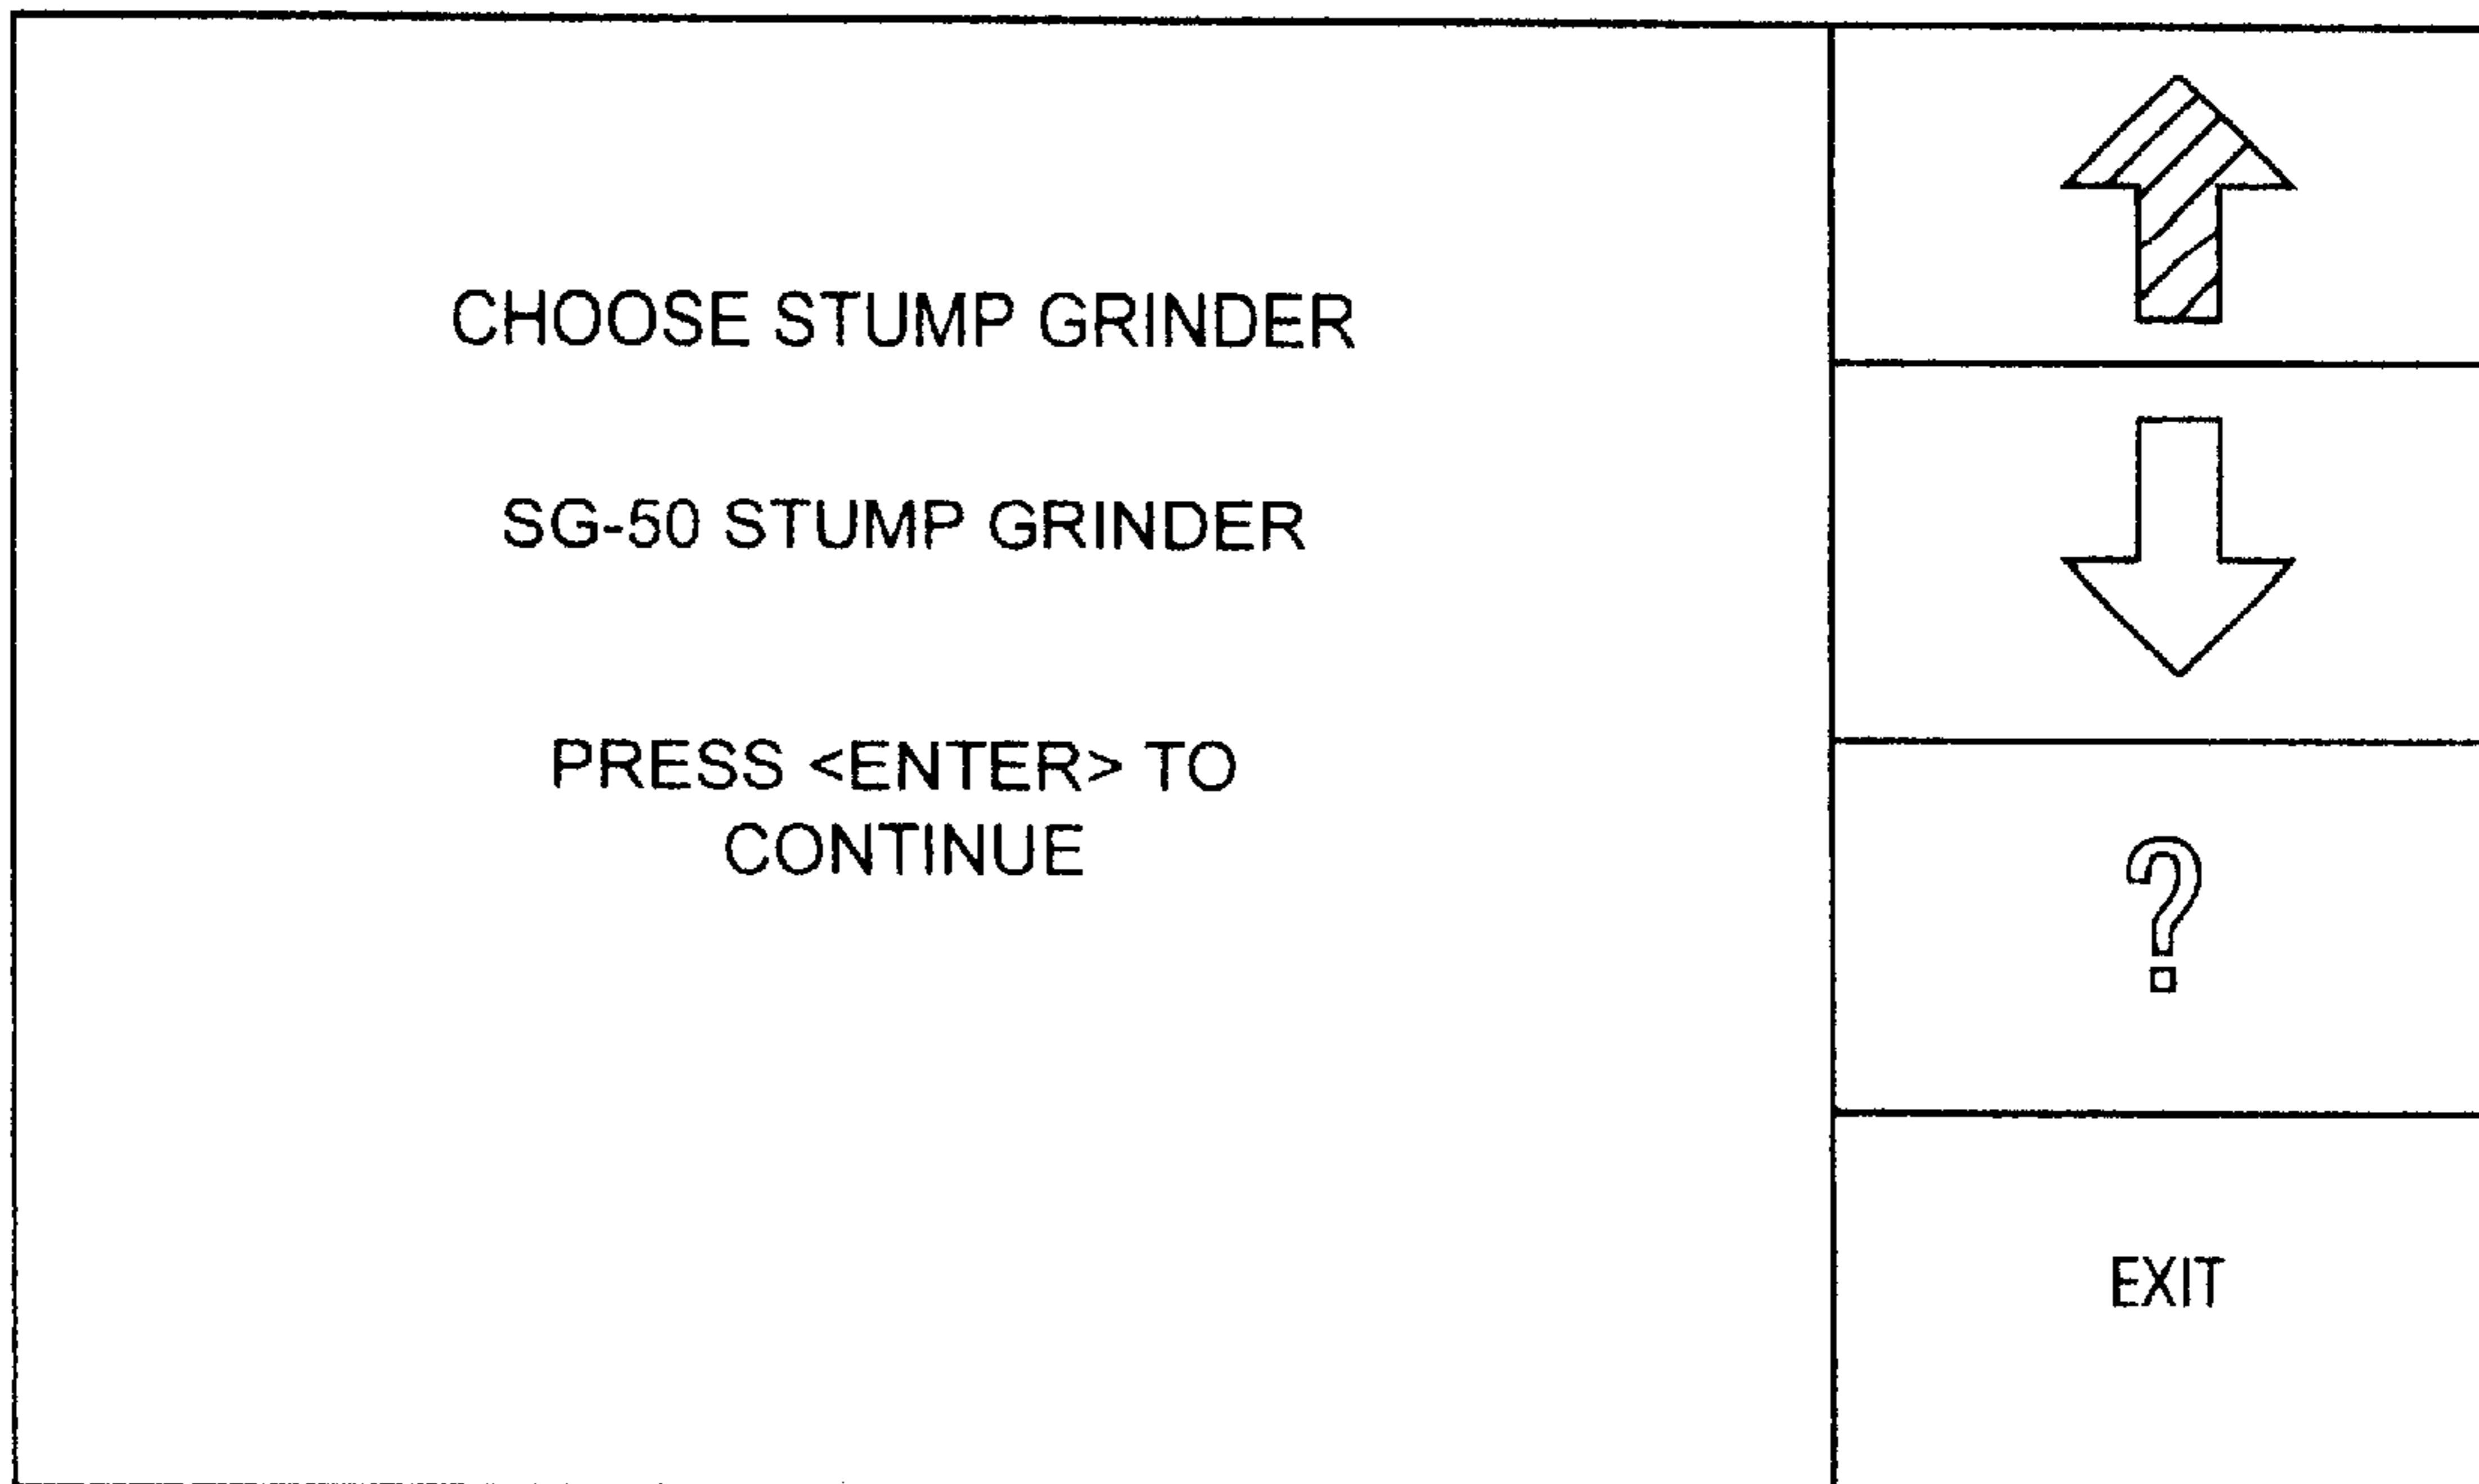 CHOOSE STUMP GRINDER
SG-50 STUMP GRINDER
PRESS <ENTER> TO
CONTINUE
?
EXIT